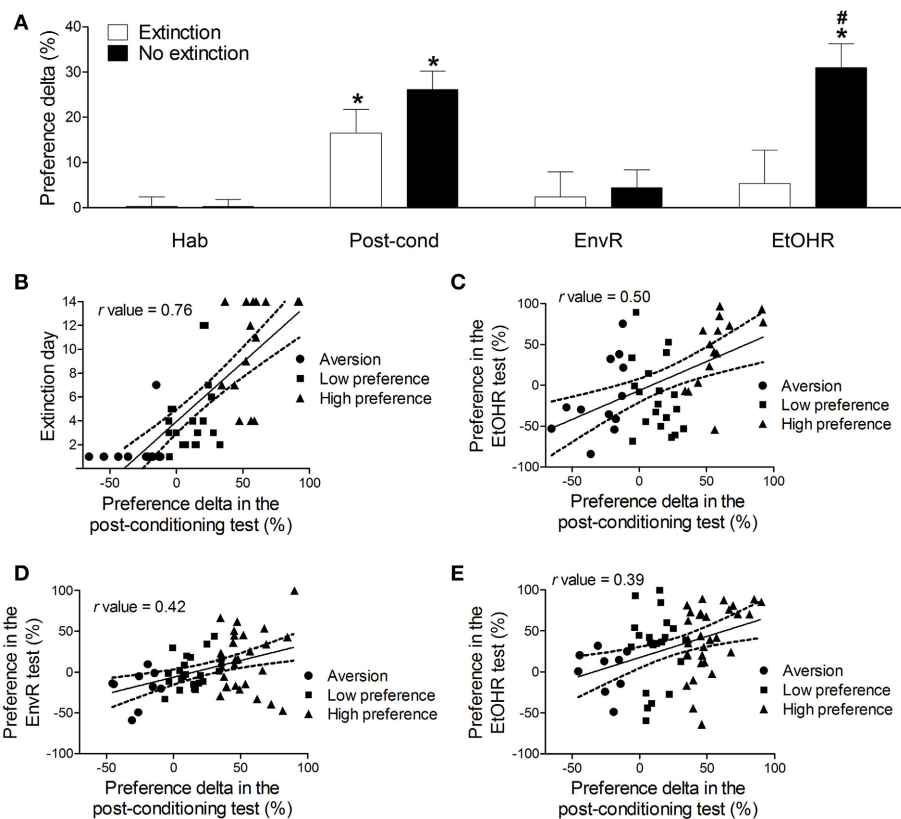 A
Preference delta (%)
40
30
20
10
0
Extinction
No extinction
*
*
#
*
Hab
Post-cond
EnvR
EtOHR
B
Extinction day
14
12
10
8
6
4
2
r value = 0.76
Aversion
Low preference
High preference
-50
0
50
100
Preference delta in the
post-conditioning test (%)
C
Preference in the
EtOHR test (%)
100
50
0
-50
-100
r value = 0.50
Aversion
Low preference
High preference
-50
0
50
100
Preference delta in the
post-conditioning test (%)
D
Preference in the
EnvR test (%)
100
50
0
-50
-100
r value = 0.42
Aversion
Low preference
High preference
-50
0
50
100
Preference delta in the
post-conditioning test (%)
E
Preference in the
EtOHR test (%)
100
50
0
-50
-100
r value = 0.39
Aversion
Low preference
High preference
-50
0
50
100
Preference delta in the
post-conditioning test (%)